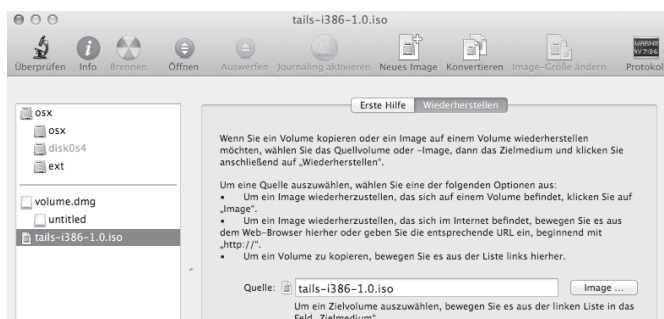 tails-i386-1.0.iso
Überprüfen Info Brennen Öffnen Auswerfen Journaling aktivieren Neues Image Konvertieren Image-Größe ändern
osx
osx
disk0s4
ext
volume.dmg
untitled
tails-i386-1.0.iso
Erste Hilfe Wiederherstellen
Wenn Sie ein Volume kopieren oder ein Image auf einem Volume wiederherstellen
möchten, wählen Sie das Quellvolume oder -Image, dann das Zielmedium und klicken Sie
anschließend auf „Wiederherstellen“.
Um eine Quelle auszuwählen, wählen Sie eine der folgenden Optionen aus:
• Um ein Image wiederherzustellen, das sich auf einem Volume befindet, klicken Sie auf
„Image“.
• Um ein Image wiederherzustellen, das sich im Internet befindet, bewegen Sie es aus
dem Web-Browser hierher oder geben Sie die entsprechende URL ein, beginnend mit
„http://“.
• Um ein Volume zu kopieren, bewegen Sie es aus der Liste links hierher.
Quelle: tails-i386-1.0.iso Image ...
Um ein Zielvolume auszuwählen, bewegen Sie es aus der linken Liste in das
Feld „Zielmedium“